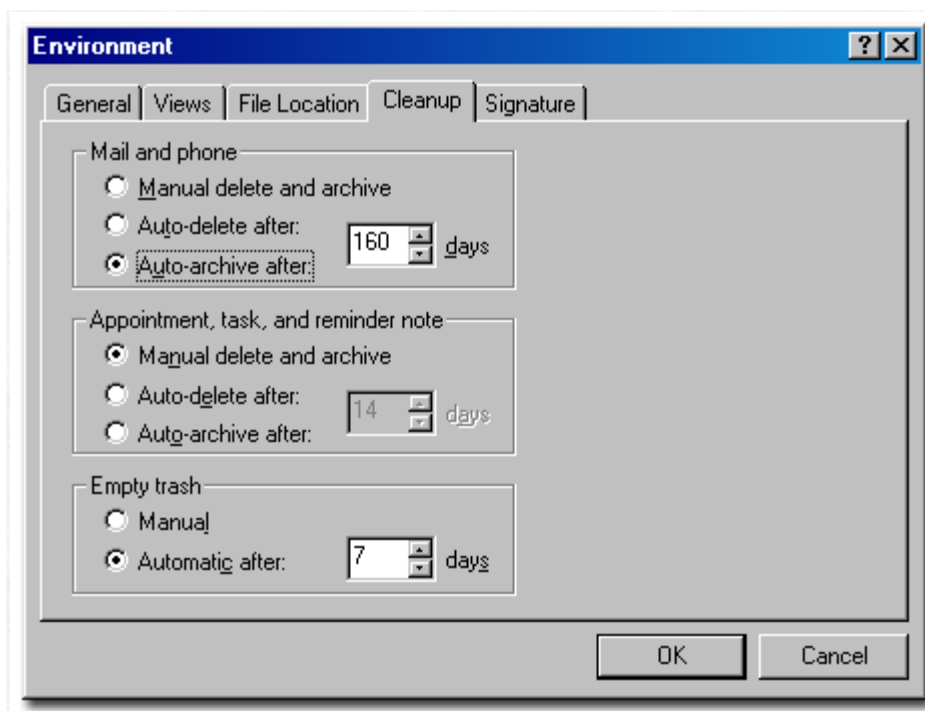 Environment
General Views File Location Cleanup Signature
Mail and phone
Manual delete and archive
Auto-delete after:
160 days
Auto-archive after:
Appointment, task, and reminder note
Manual delete and archive
Auto-delete after:
14 days
Auto-archive after:
Empty trash
Manual
Automatic after: 7 days
OK Cancel